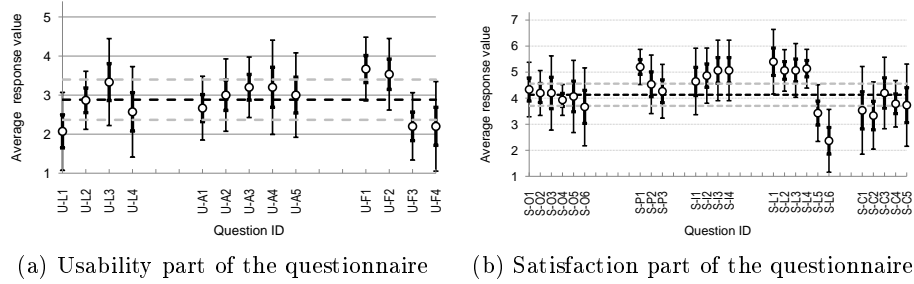 Average response value
5
4
3
2
1
U-L1
U-L2
U-L3
U-L4
U-A1
U-A2
U-A3
U-A4
U-A5
U-F1
U-F2
U-F3
U-F4
Question ID
(a) Usability part of the questionnaire
Average response value
7
6
5
4
3
2
1
S-O1
S-O2
S-O3
S-O4
S-O5
S-O6
S-P1
S-P2
S-P3
S-I1
S-I2
S-I3
S-I4
S-L1
S-L2
S-L3
S-L4
S-L5
S-L6
S-C1
S-C2
S-C3
S-C4
S-C5
Question ID
(b) Satisfaction part of the questionnaire